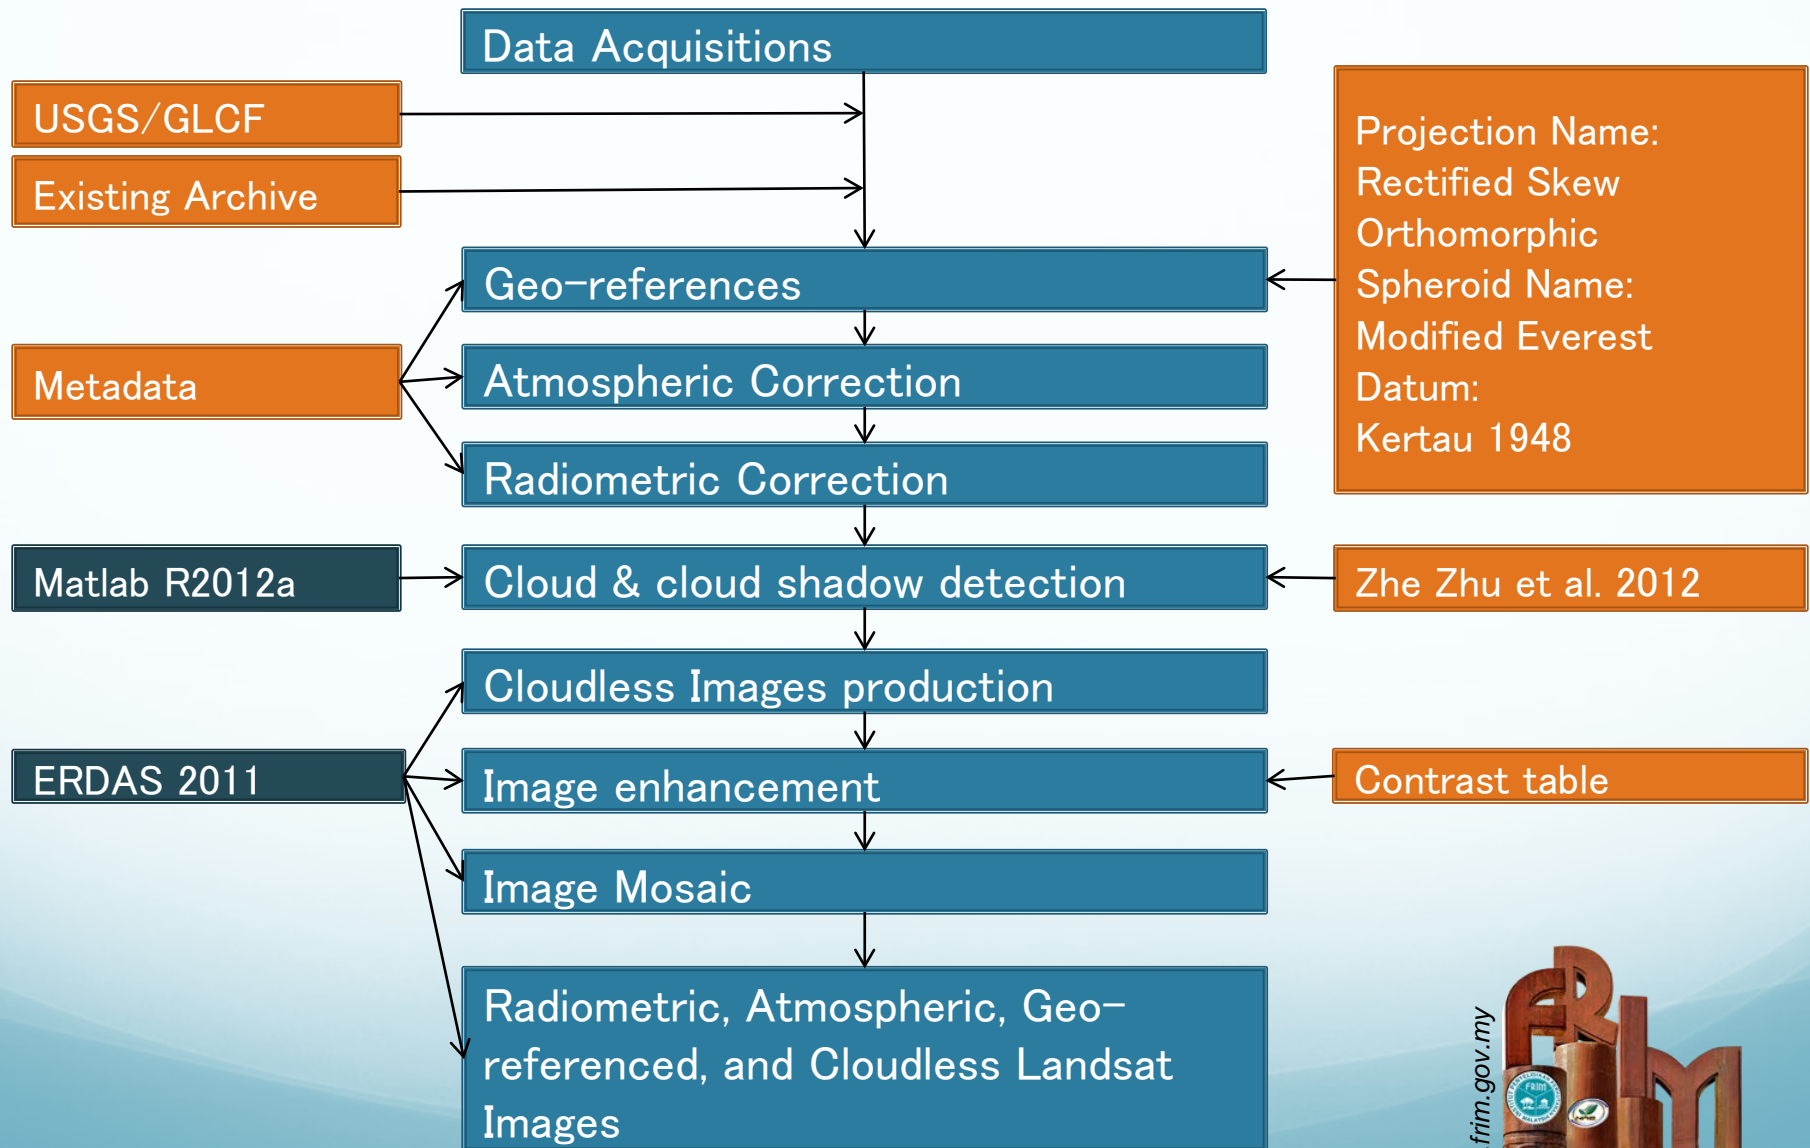 Data Acquisitions
USGS/GLCF
Existing Archive
Projection Name:
Rectified Skew
Orthomorphic
Spheroid Name:
Modified Everest
Datum:
Kertau 1948
Geo-references
Metadata
Atmospheric Correction
Radiometric Correction
Matlab R2012a
Cloud & cloud shadow detection
Zhe Zhu et al. 2012
Cloudless Images production
ERDAS 2011
Image enhancement
Contrast table
Image Mosaic
Radiometric, Atmospheric, Geo-
referenced, and Cloudless Landsat
Images
frim.gov.my
FRIM
FRIM